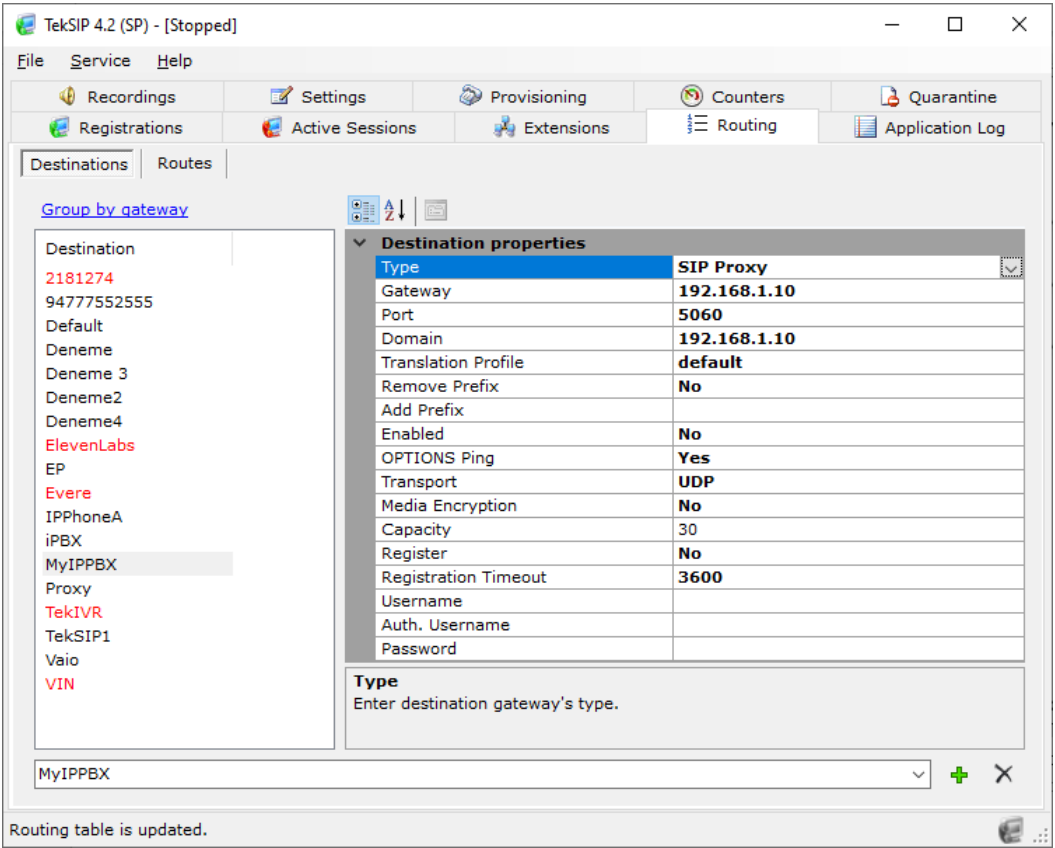 TekSIP 4.2 (SP) - [Stopped]
File Service Help
Recordings Settings Provisioning Counters Quarantine
Registrations Active Sessions Extensions Routing Application Log
Destinations Routes
Group by gateway
Destination
2181274
94777552555
Default
Deneme
Deneme 3
Deneme2
Deneme4
ElevenLabs
EP
Evere
IPPhoneA
iPBX
MyIPPBX
Proxy
TekIVR
TekSIP1
Vaio
VIN
Destination properties
Type SIP Proxy
Gateway 192.168.1.10
Port 5060
Domain 192.168.1.10
Translation Profile default
Remove Prefix No
Add Prefix
Enabled No
OPTIONS Ping Yes
Transport UDP
Media Encryption No
Capacity 30
Register No
Registration Timeout 3600
Username
Auth. Username
Password
Type
Enter destination gateway's type.
MyIPPBX
Routing table is updated.